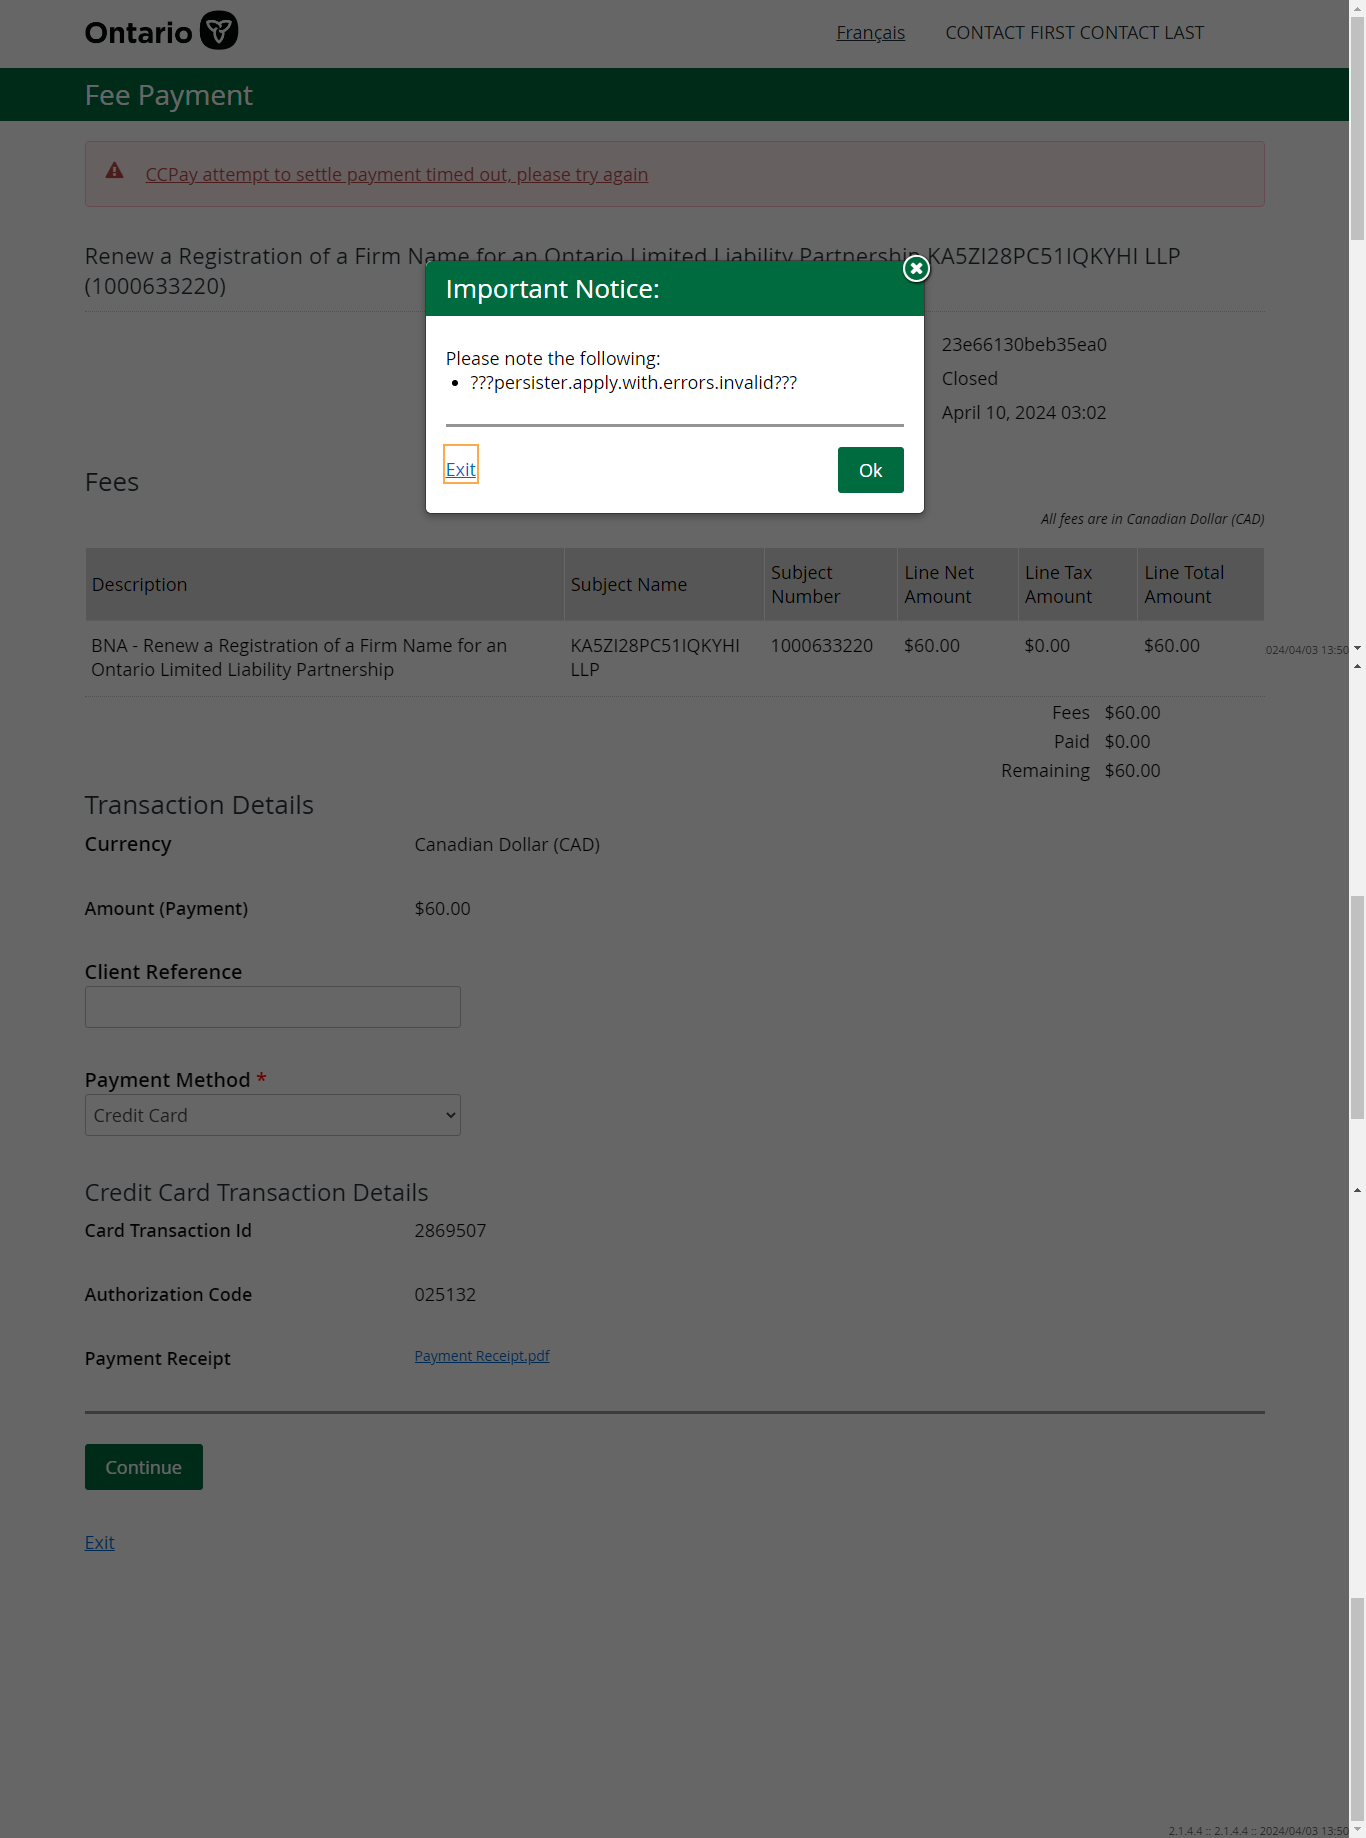 Ontario
Français CONTACT FIRST CONTACT LAST
Fee Payment
CCPay attempt to settle payment timed out, please try again
Renew a Registration of a Firm Name for an Ontario Limited Liability Partnership KA5ZI28PC51IQKYHI LLP
(1000633220)
Important Notice:
Please note the following:
• ???persister.apply.with.errors.invalid???
Exit
Ok
23e66130beb35ea0
Closed
April 10, 2024 03:02
Fees
All fees are in Canadian Dollar (CAD)
Description Subject Name Subject Number Line Net Amount Line Tax Amount Line Total Amount
BNA - Renew a Registration of a Firm Name for an KA5ZI28PC51IQKYHI 1000633220 $60.00 $0.00 $60.00
Ontario Limited Liability Partnership LLP
024/04/03 13:50
Fees $60.00
Paid $0.00
Remaining $60.00
Transaction Details
Currency Canadian Dollar (CAD)
Amount (Payment) $60.00
Client Reference
Payment Method *
Credit Card
Credit Card Transaction Details
Card Transaction Id 2869507
Authorization Code 025132
Payment Receipt Payment Receipt.pdf
Continue
Exit
2.1.4.4 :: 2.1.4.4 :: 2024/04/03 13:50